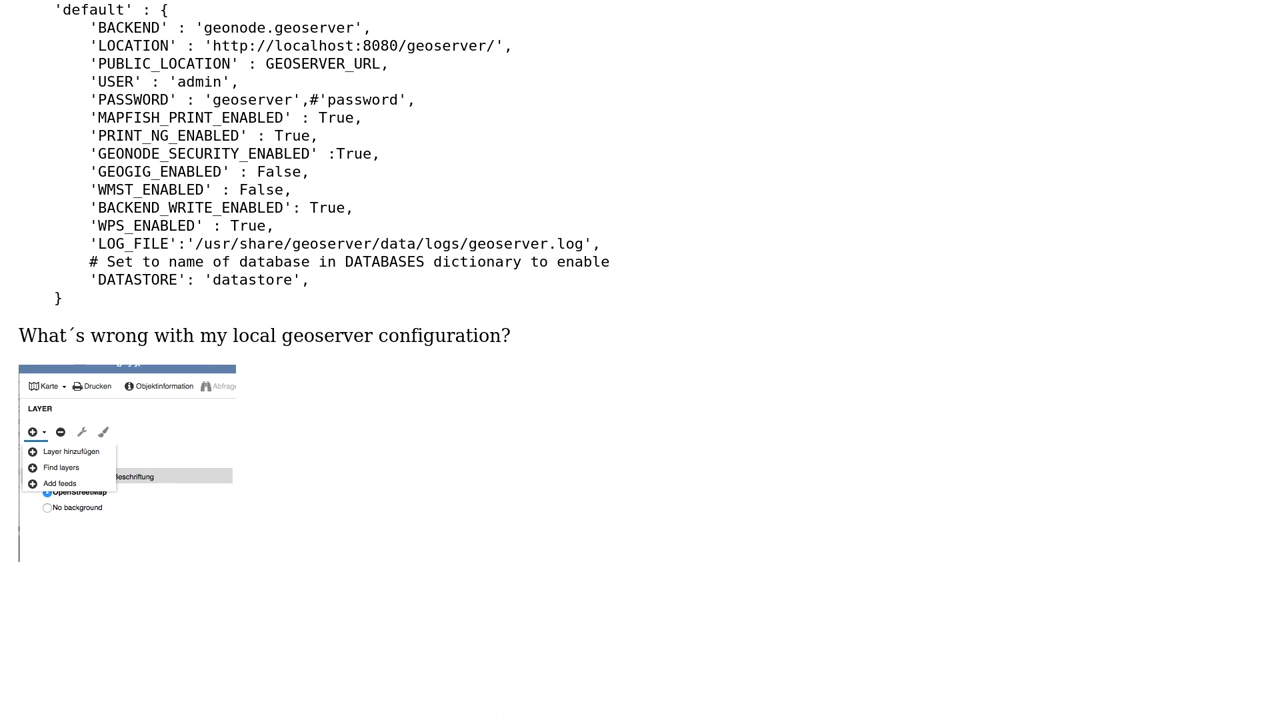 'default' : {
'BACKEND' : 'geonode.geoserver',
'LOCATION' : 'http://localhost:8080/geoserver/',
'PUBLIC_LOCATION' : GEOSERVER_URL,
'USER' : 'admin',
'PASSWORD' : 'geoserver',#'password',
'MAPFISH_PRINT_ENABLED' : True,
'PRINT_NG_ENABLED' : True,
'GEONODE_SECURITY_ENABLED' :True,
'GEOGIG_ENABLED' : False,
'WMST_ENABLED' : False,
'BACKEND_WRITE_ENABLED': True,
'WPS_ENABLED' : True,
'LOG_FILE':'/usr/share/geoserver/data/logs/geoserver.log',
# Set to name of database in DATABASES dictionary to enable
'DATASTORE': 'datastore',
}
What´s wrong with my local geoserver configuration?
Karte Drucken Objektinformation Abfrage
LAYER
Layer hinzufügen
Find layers
Beschriftung
Add feeds
OpenStreetMap
No background